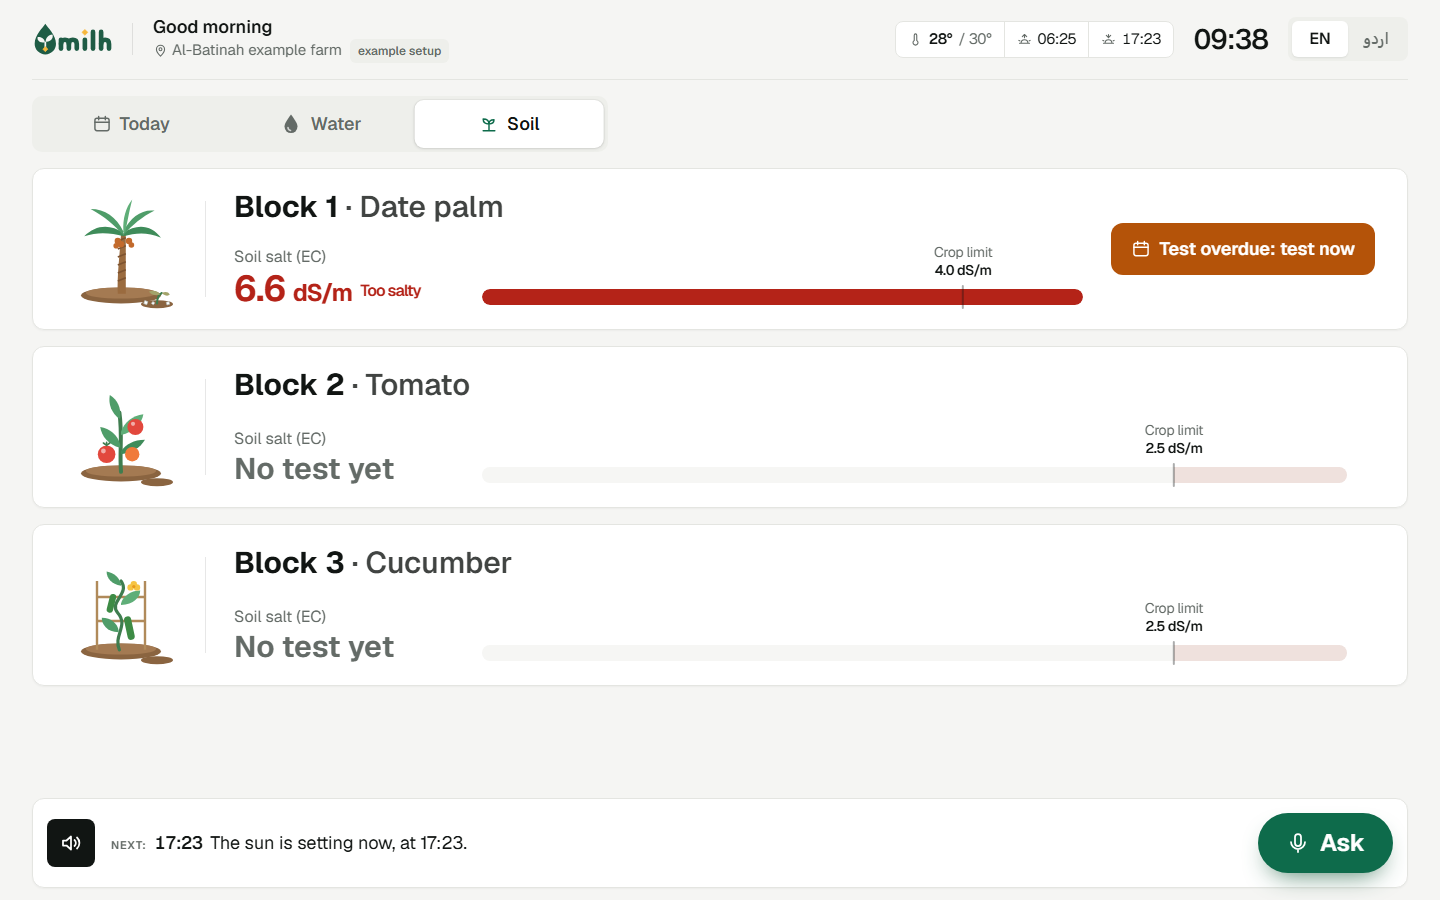 milh
Good morning
Al-Batinah example farm
example setup
28° / 30°
06:25
17:23
09:38
EN
اردو
Today
Water
Soil
Block 1 · Date palm
Soil salt (EC)
6.6 dS/m Too salty
Crop limit
4.0 dS/m
Test overdue: test now
Block 2 · Tomato
Soil salt (EC)
No test yet
Crop limit
2.5 dS/m
Block 3 · Cucumber
Soil salt (EC)
No test yet
Crop limit
2.5 dS/m
NEXT: 17:23 The sun is setting now, at 17:23.
Ask